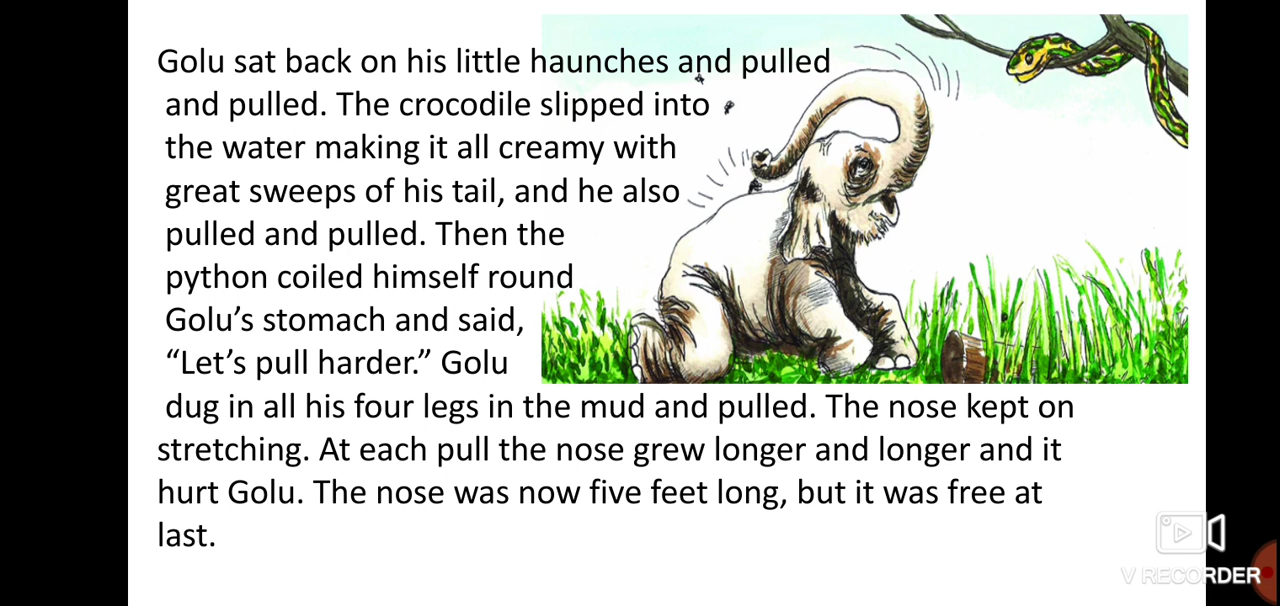 Golu sat back on his little haunches and pulled
and pulled. The crocodile slipped into
the water making it all creamy with
great sweeps of his tail, and he also
pulled and pulled. Then the
python coiled himself round
Golu’s stomach and said,
“Let’s pull harder.” Golu
dug in all his four legs in the mud and pulled. The nose kept on
stretching. At each pull the nose grew longer and longer and it
hurt Golu. The nose was now five feet long, but it was free at
last.
V RECORDER